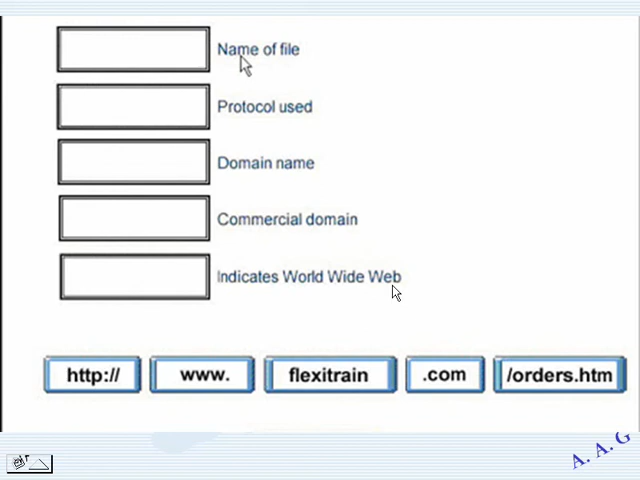 Name of file
Protocol used
Domain name
Commercial domain
Indicates World Wide Web
http:// www. flexitrain .com /orders.htm
A. A. G